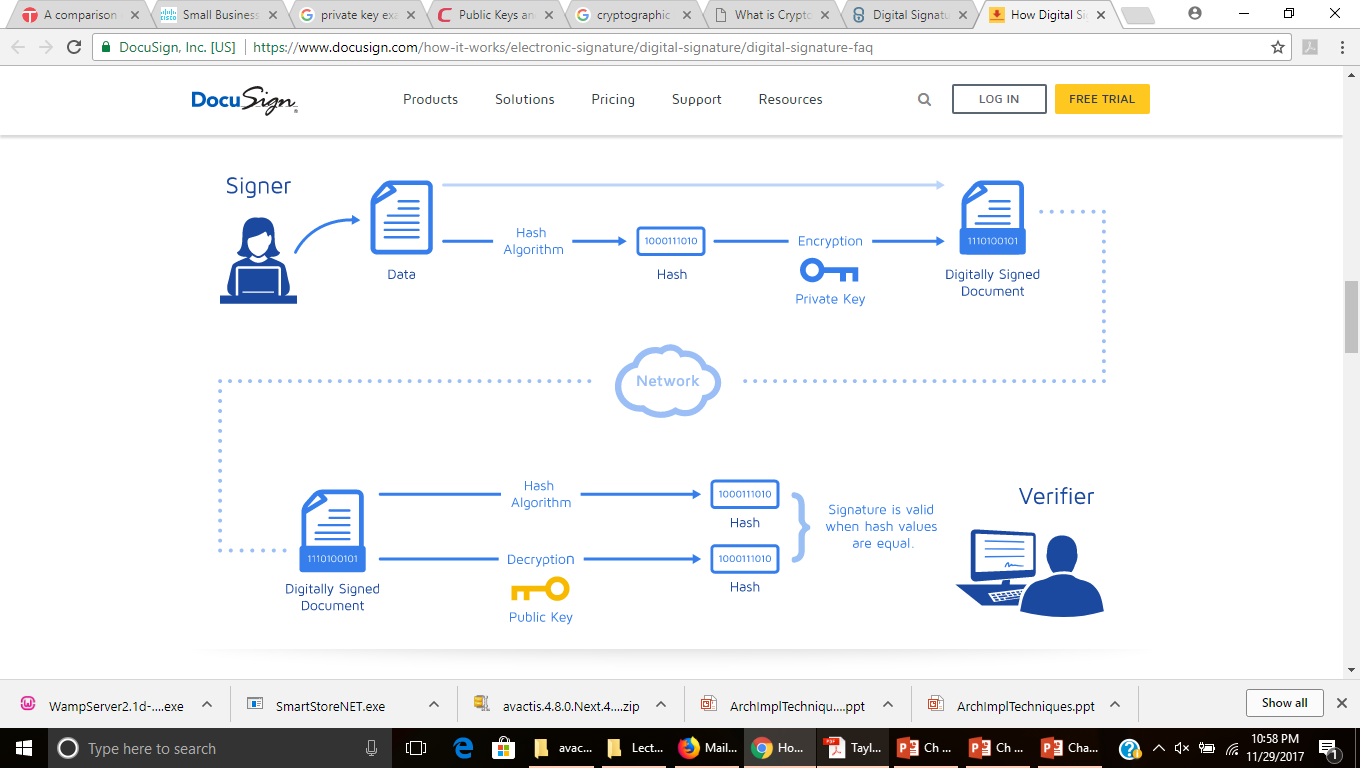 A comparison
Small Business
private key exa
Public Keys an
cryptographic
What is Crypto
Digital Signatu
How Digital Si
DocuSign, Inc. [US]
https://www.docusign.com/how-it-works/electronic-signature/digital-signature/digital-signature-faq
DocuSign
Products
Solutions
Pricing
Support
Resources
LOG IN
FREE TRIAL
Signer
Data
Hash
Algorithm
1000111010
Hash
Encryption
Private Key
1110100101
Digitally Signed
Document
Network
1110100101
Digitally Signed
Document
Hash
Algorithm
1000111010
Hash
Decryption
Public Key
1000111010
Hash
Signature is valid
when hash values
are equal.
Verifier
WampServer2.1d-....exe
SmartStoreNET.exe
avactis.4.8.0.Next.4....zip
ArchImplTechniqu....ppt
ArchImplTechniques.ppt
Show all
Type here to search
avac...
Lect...
Mail...
Ho...
Tayl...
Ch ...
Ch ...
Cha...
10:58 PM
11/29/2017
1